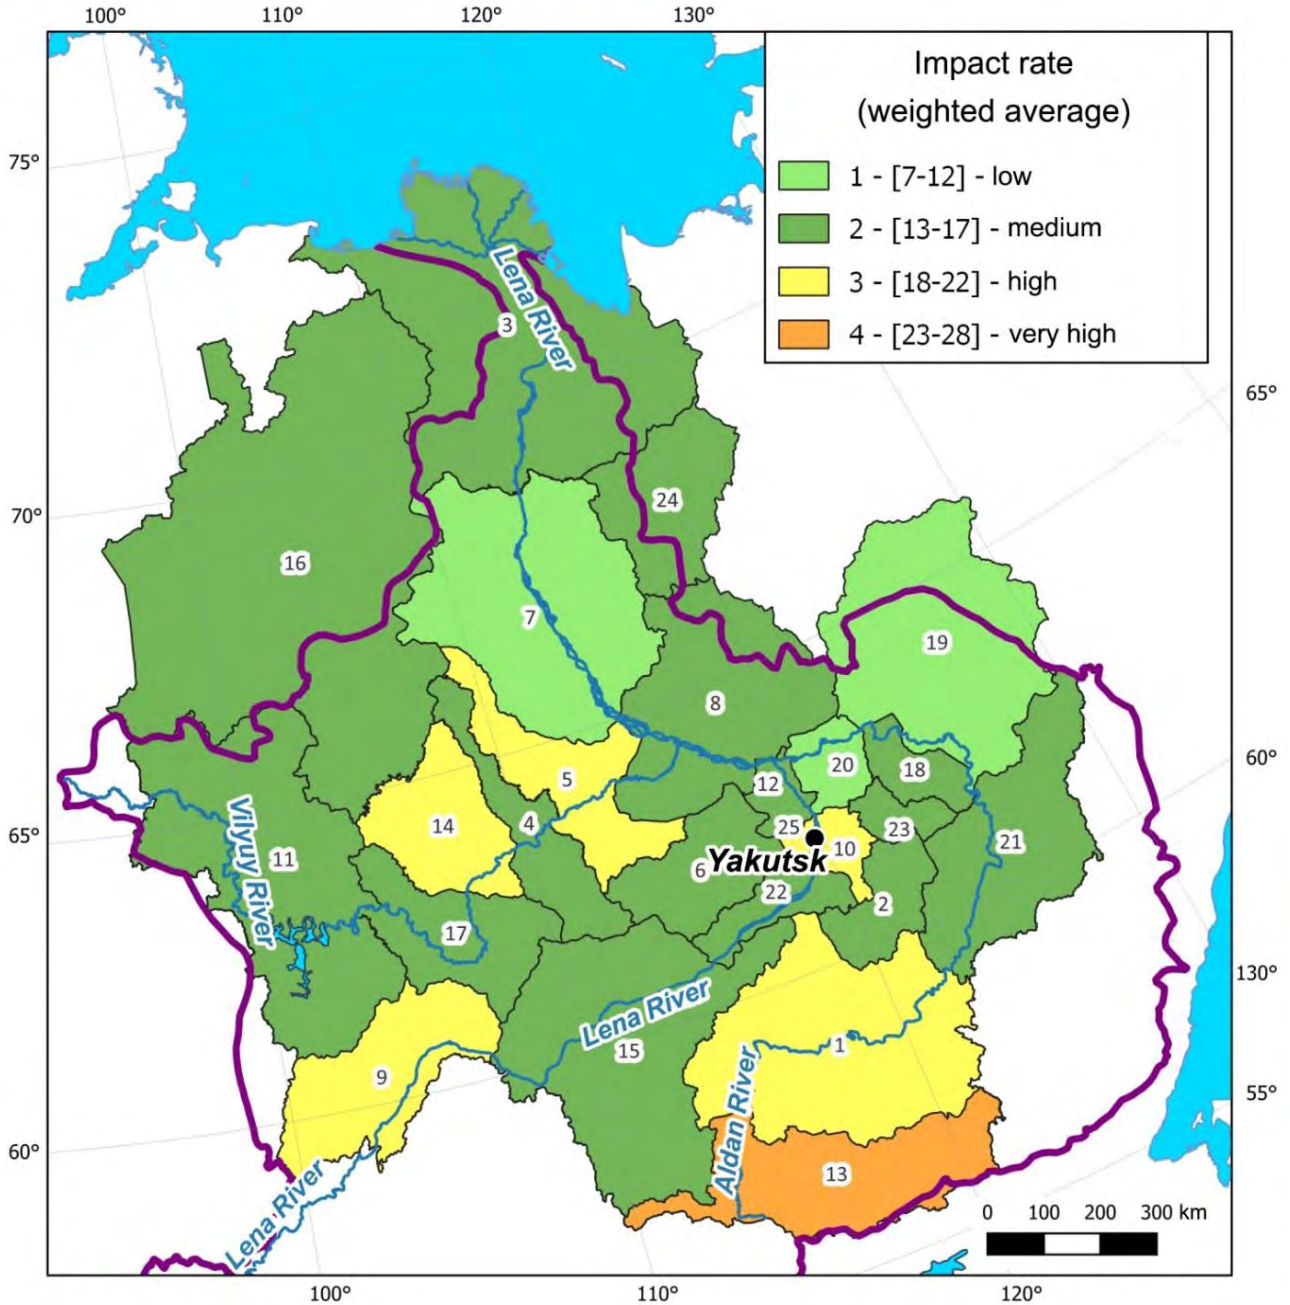 100° 110° 120° 130°
Impact rate
(weighted average)
1 - [7-12] - low
2 - [13-17] - medium
3 - [18-22] - high
4 - [23-28] - very high
75°
Lena River
3
65°
24
70°
16
7
19
8
60°
5
20
18
12
14
4
65°
Vilyuy River
11
25
10
23
21
Yakutsk
6
22
2
17
130°
Lena River
15
1
9
55°
Aldan River
60°
13
Lena River
0 100 200 300 km
100° 110° 120°